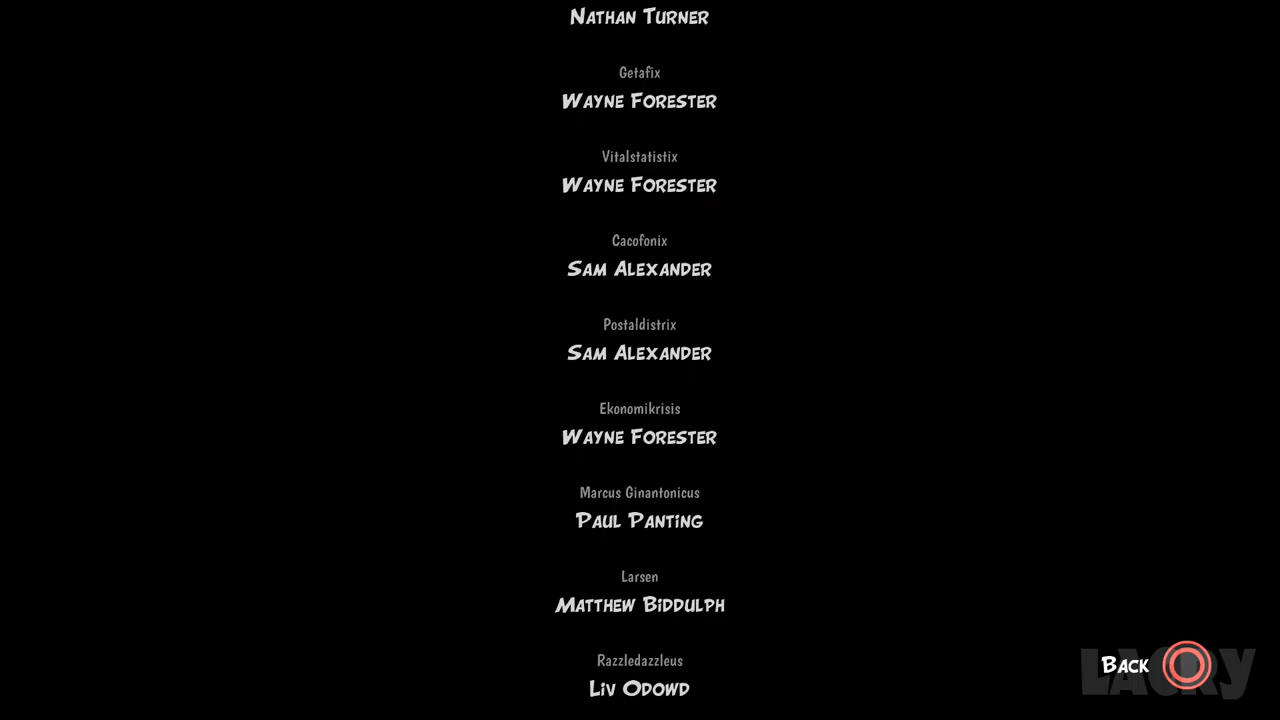 Nathan Turner
Getafix
Wayne Forester
Vitalstatistix
Wayne Forester
Cacofonix
Sam Alexander
Postaldistrix
Sam Alexander
Ekonomikrisis
Wayne Forester
Marcus Ginantonicus
Paul Panting
Larsen
Matthew Biddulph
Razzledazzleus
Liv Odowd
Back
LACRY